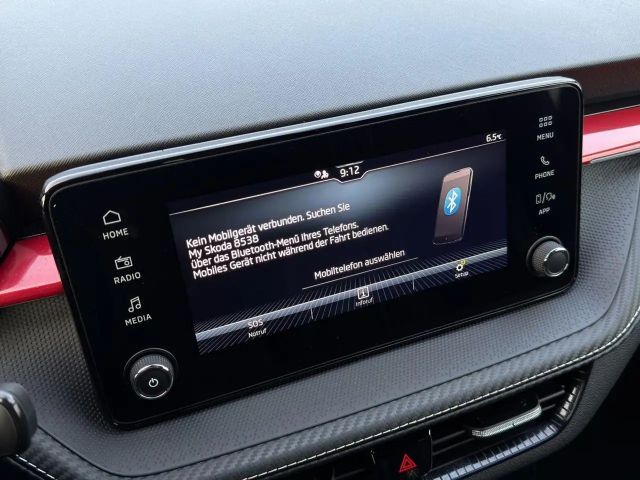 9:12
6.5°C
MENU
HOME
PHONE
RADIO
APP
MEDIA
Kein Mobilgerät verbunden. Suchen Sie
My Skoda 8538
über das Bluetooth-Menü Ihres Telefons.
Mobiles Gerät nicht während der Fahrt bedienen.
Mobiltelefon auswählen
SOS
Notruf
i
Inforuf
Setup